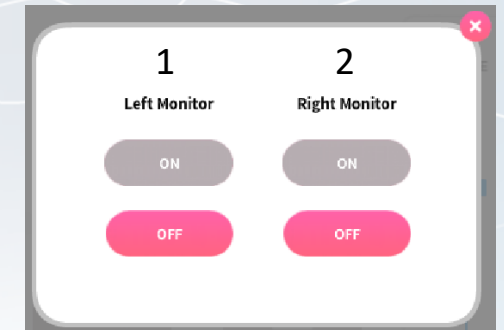 1 2
Left Monitor Right Monitor
ON ON
OFF OFF